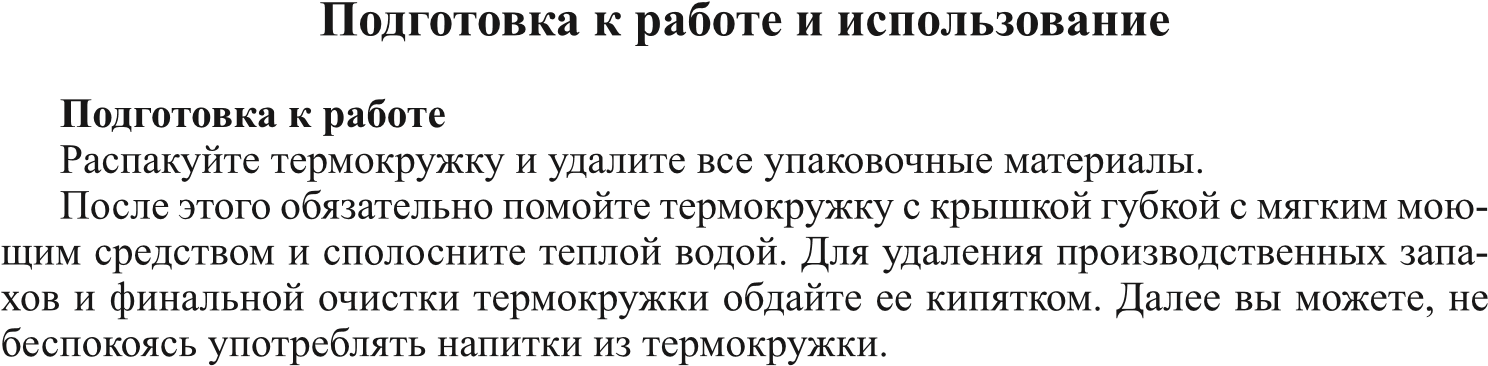 Подготовка к работе и использование
Подготовка к работе
Распакуйте термокружку и удалите все упаковочные материалы.
После этого обязательно помойте термокружку с крышкой губкой с мягким мою-
щим средством и сполосните теплой водой. Для удаления производственных запа-
хов и финальной очистки термокружки обдайте ее кипятком. Далее вы можете, не
беспокоясь употреблять напитки из термокружки.